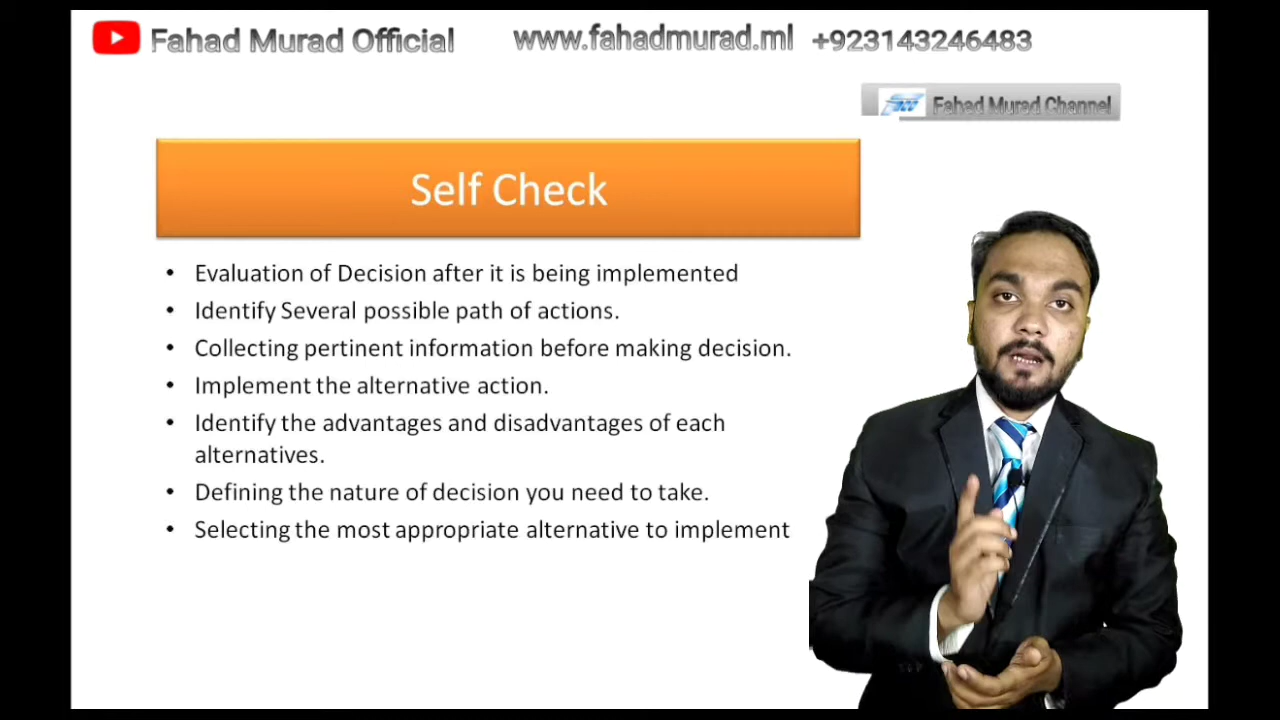 Fahad Murad Official www.fahadmurad.ml +923143246483
Fahad Murad Channel
Self Check
• Evaluation of Decision after it is being implemented
• Identify Several possible path of actions.
• Collecting pertinent information before making decision.
• Implement the alternative action.
• Identify the advantages and disadvantages of each
alternatives.
• Defining the nature of decision you need to take.
• Selecting the most appropriate alternative to implement